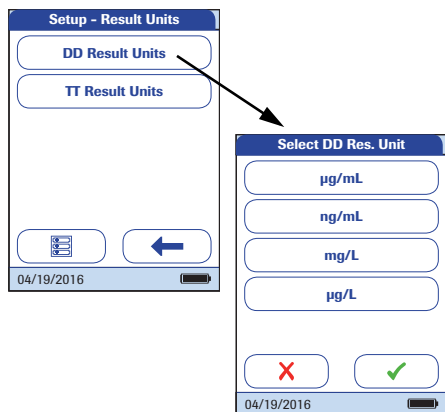 Setup - Result Units
DD Result Units
TT Result Units
04/19/2016
Select DD Res. Unit
µg/mL
ng/mL
mg/L
µg/L
04/19/2016